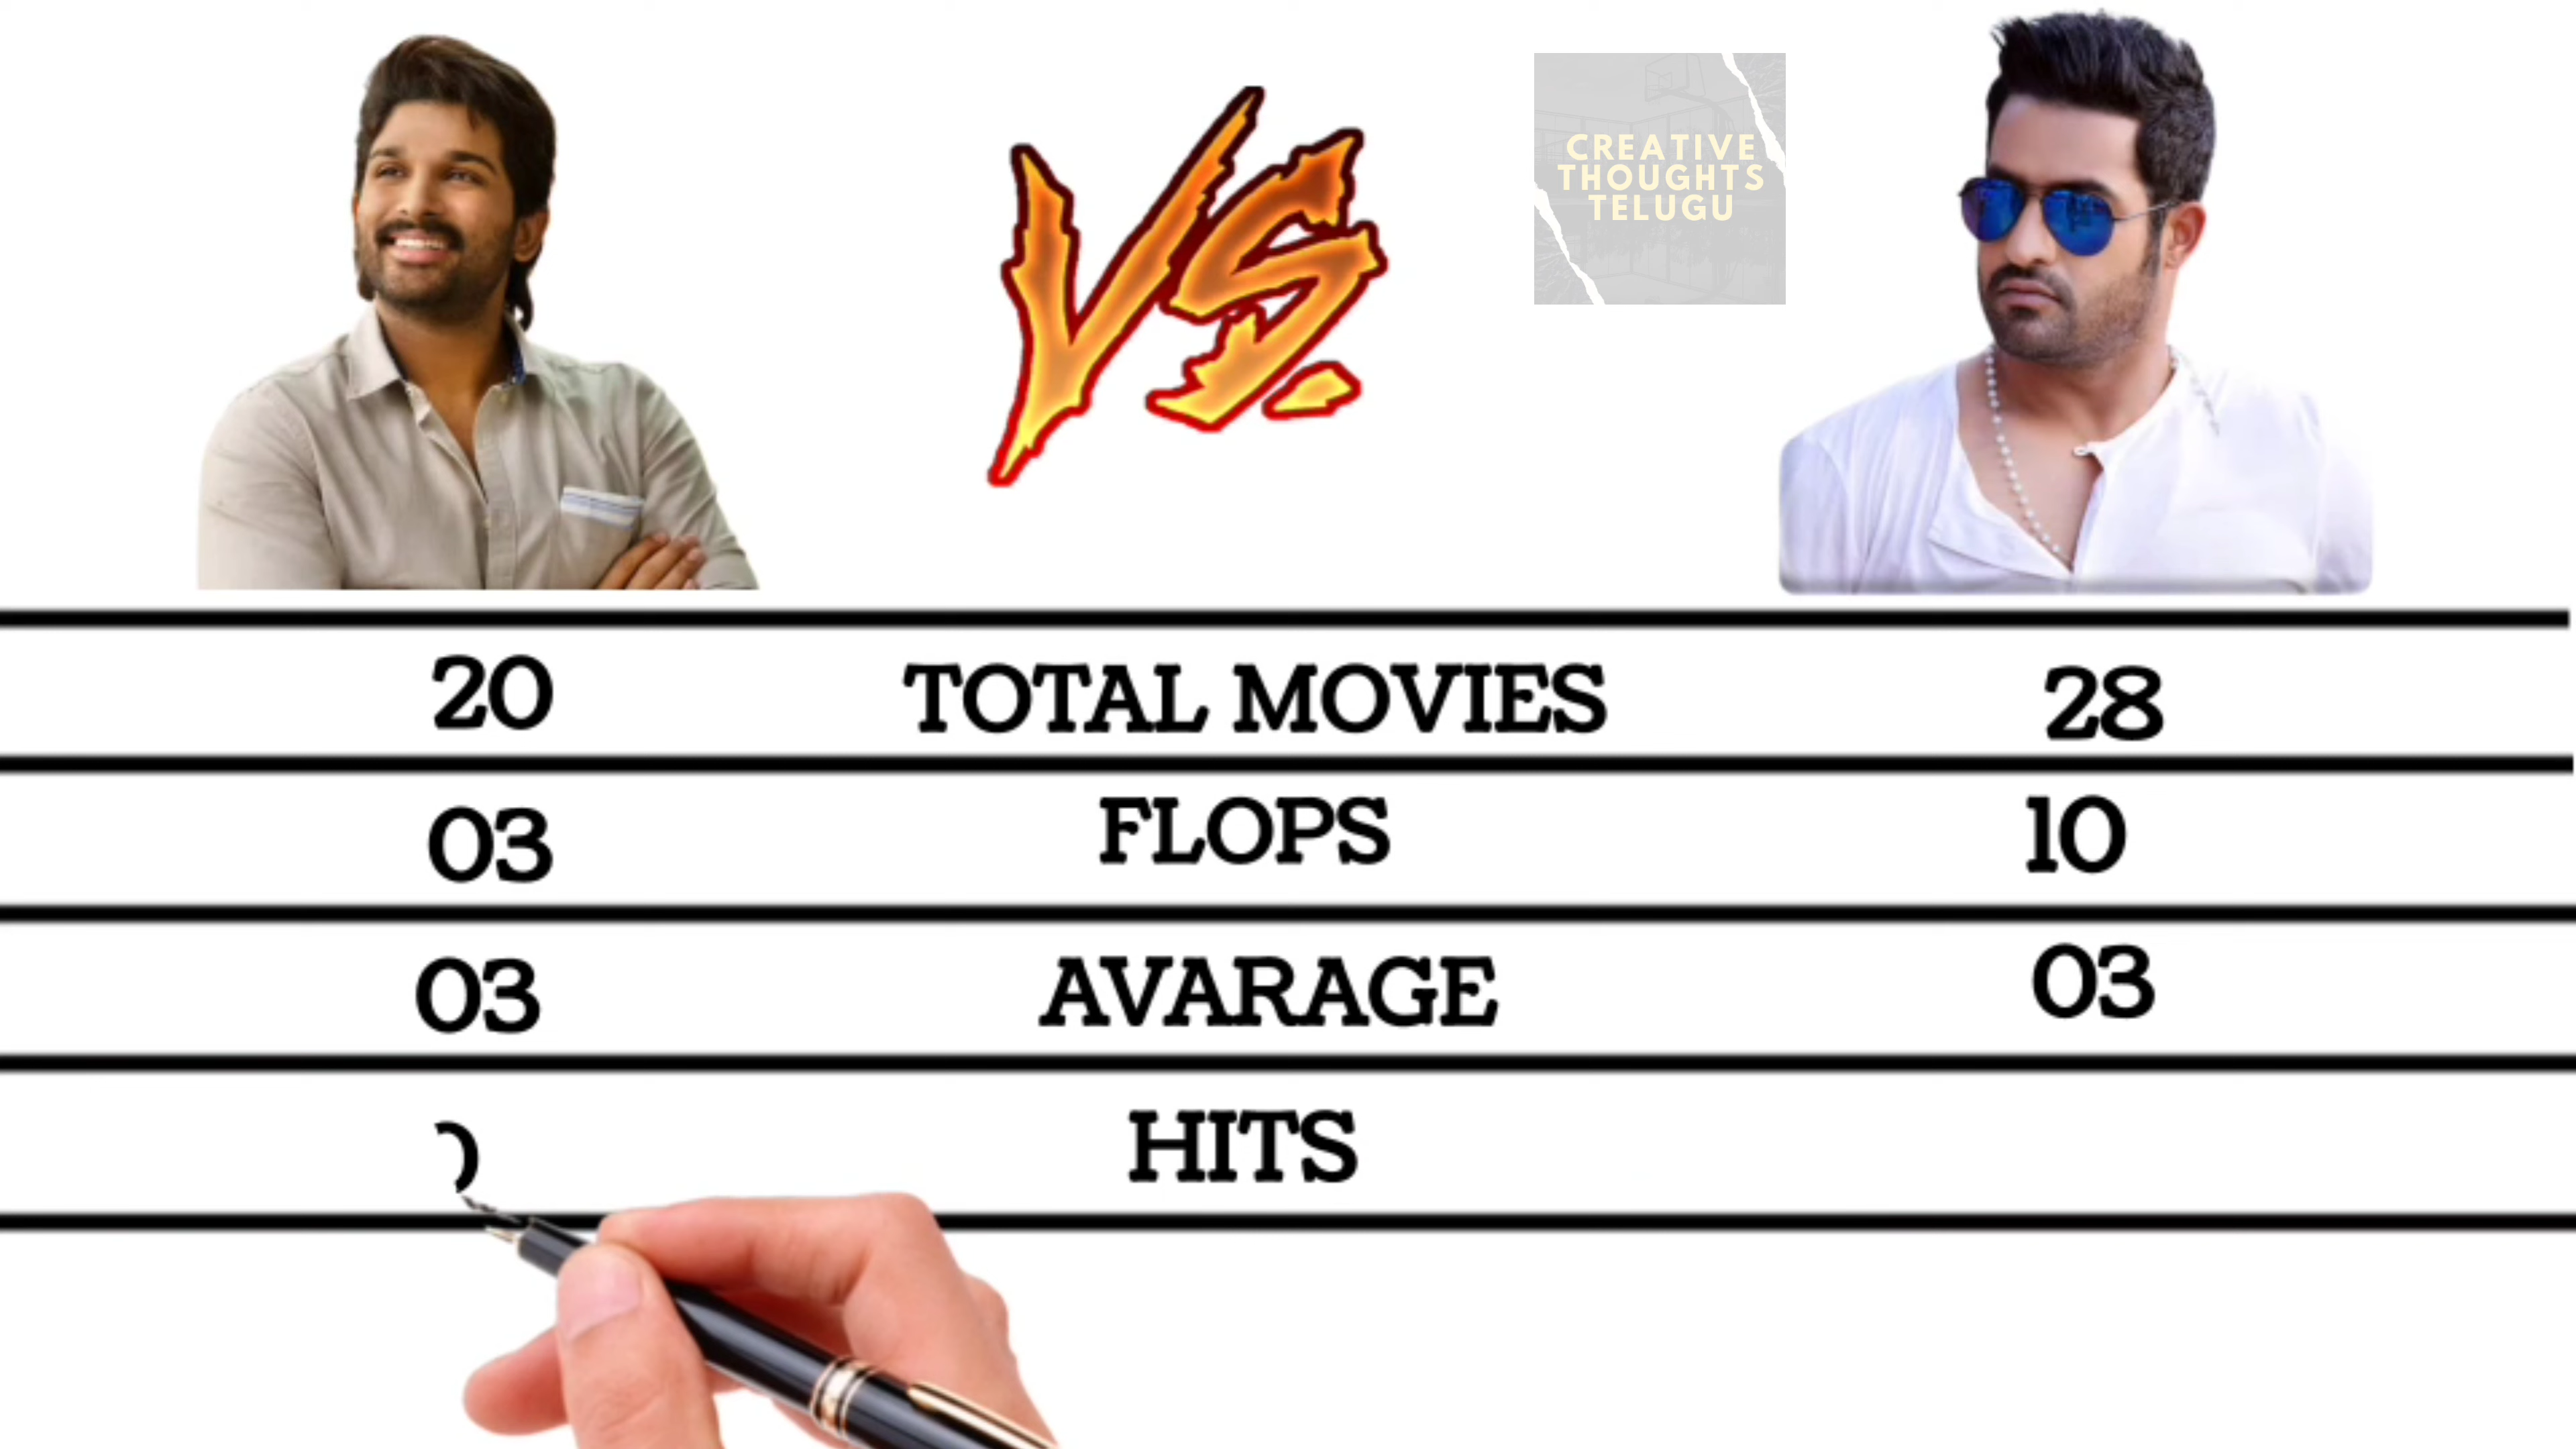 VS.
CREATIVE
THOUGHTS
TELUGU
20 TOTAL MOVIES 28
03 FLOPS 10
03 AVARAGE 03
HITS